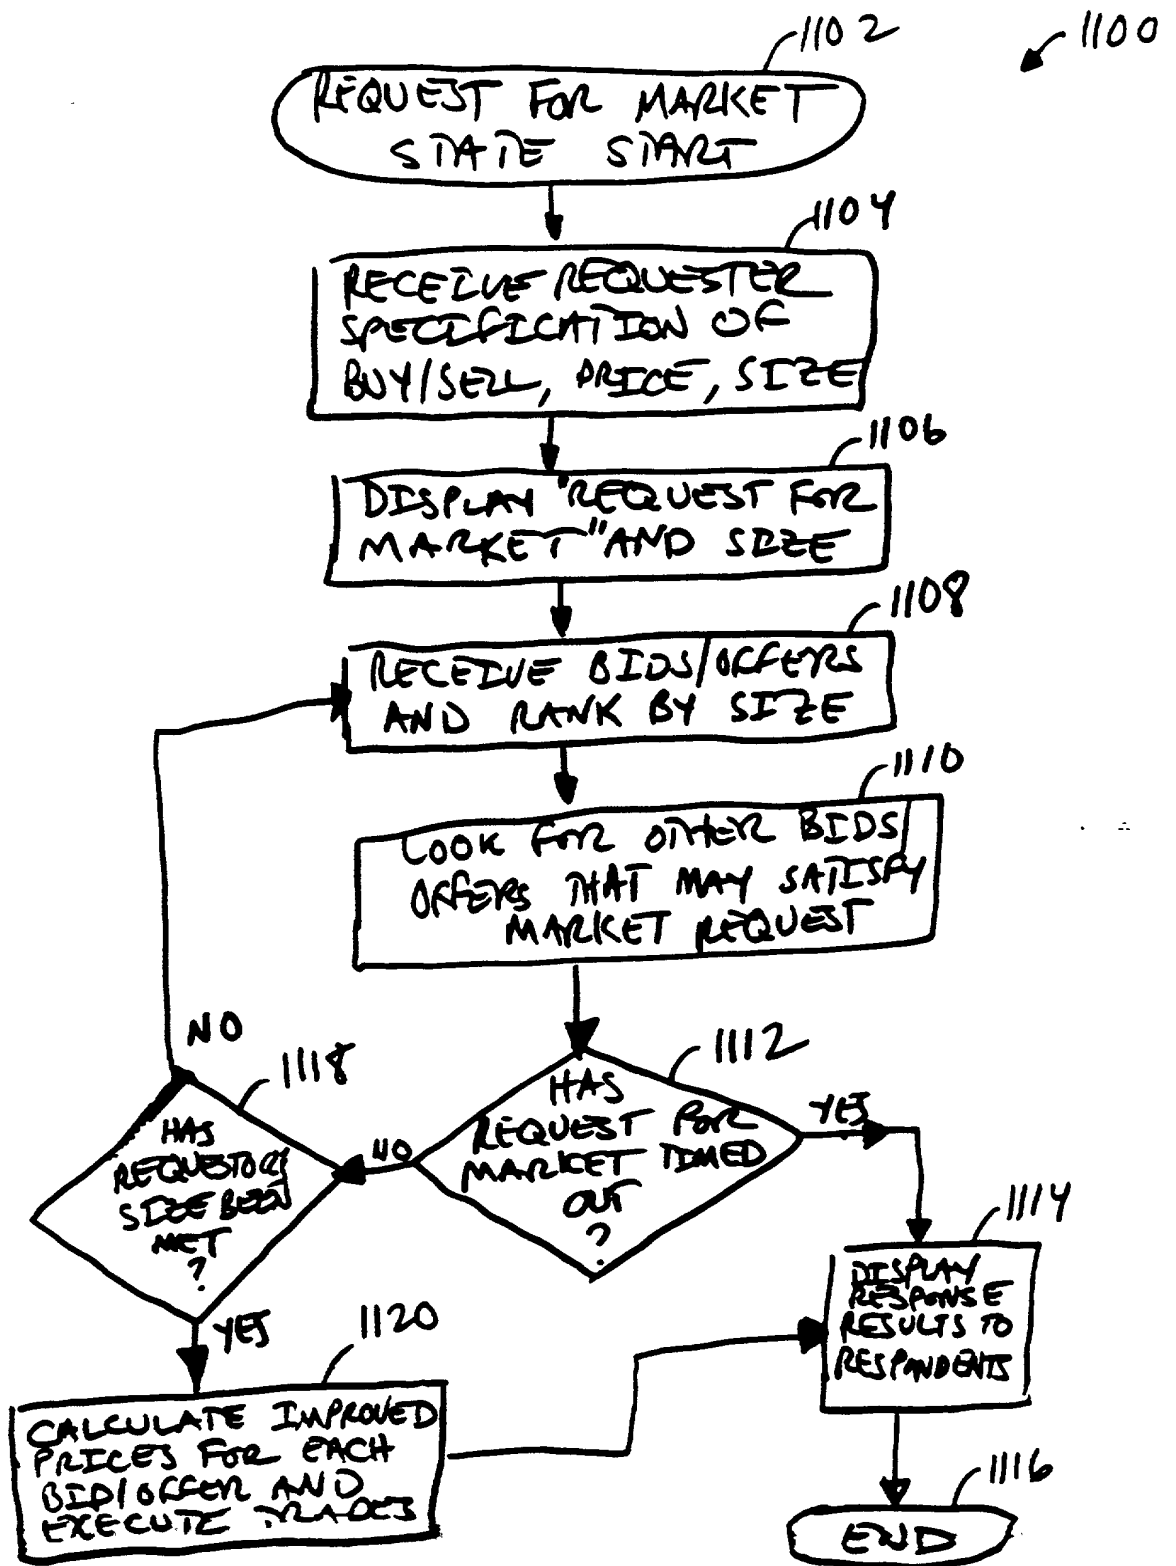 1102
1100
REQUEST FOR MARKET
STATE START
1104
RECEIVE REQUESTER
SPECIFICATION OF
BUY/SELL, PRICE, SIZE
1106
DISPLAY "REQUEST FOR
MARKET" AND SIZE
1108
RECEIVE BIDS/OFFERS
AND RANK BY SIZE
1110
LOOK FOR OTHER BIDS/
OFFERS THAT MAY SATISFY
MARKET REQUEST
1112
HAS
REQUEST FOR
MARKET TIMED
OUT
?
YES
NO
NO
1118
HAS
REQUESTOR'S
SIZE BEEN
MET
?
YES
1114
DISPLAY
RESPONSE
RESULTS TO
RESPONDENTS
1120
CALCULATE IMPROVED
PRICES FOR EACH
BID/OFFER AND
EXECUTE TRADES
1116
END